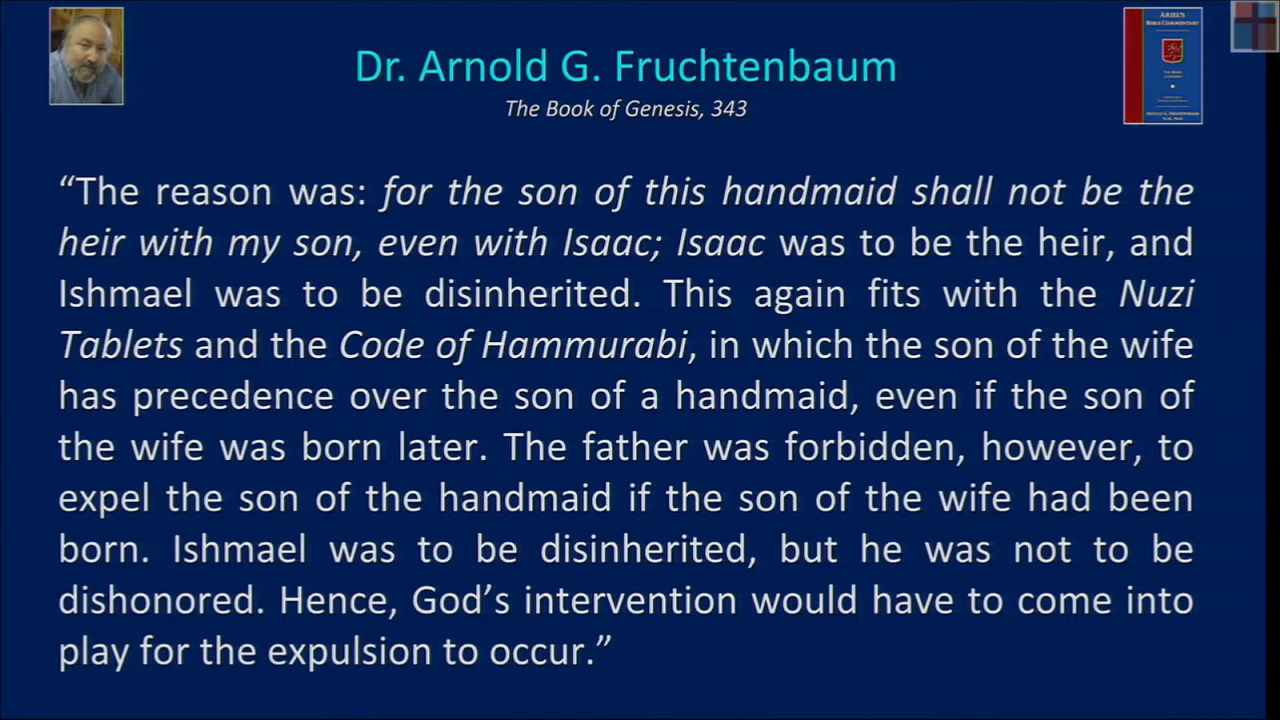 Dr. Arnold G. Fruchtenbaum
The Book of Genesis, 343
ARIEL'S
BIBLE COMMENTARY
“The reason was: for the son of this handmaid shall not be the
heir with my son, even with Isaac; Isaac was to be the heir, and
Ishmael was to be disinherited. This again fits with the Nuzi
Tablets and the Code of Hammurabi, in which the son of the wife
has precedence over the son of a handmaid, even if the son of
the wife was born later. The father was forbidden, however, to
expel the son of the handmaid if the son of the wife had been
born. Ishmael was to be disinherited, but he was not to be
dishonored. Hence, God’s intervention would have to come into
play for the expulsion to occur.”